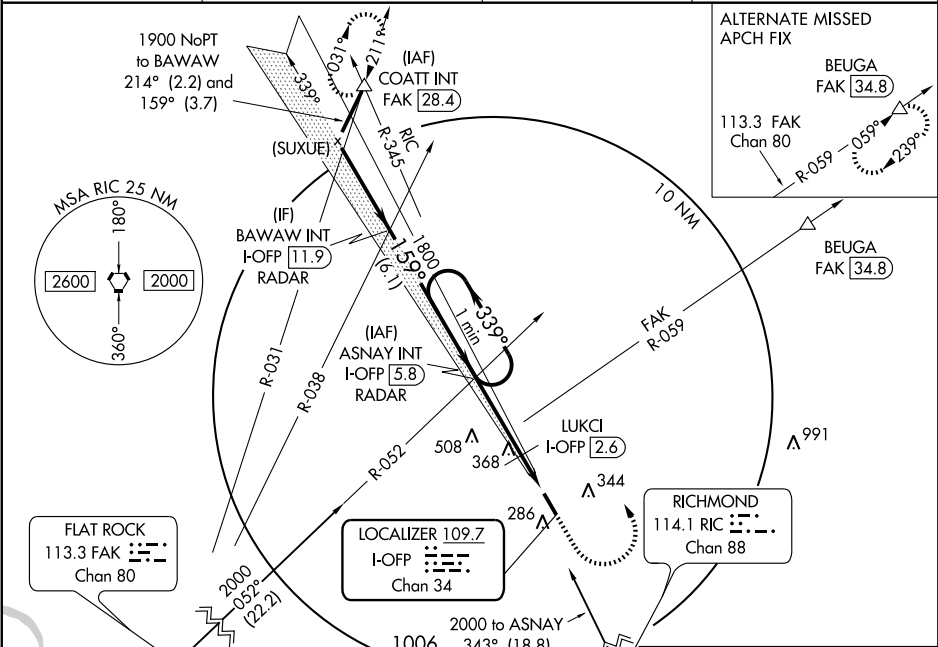 1900 NoPT
to BAWAW
214° (2.2) and
159° (3.7)
031°
211°
339°
(IAF)
COATT INT
FAK 28.4
RIC
R-345
(SUXUE)
ALTERNATE MISSED
APCH FIX
BEUGA
FAK 34.8
113.3 FAK
Chan 80
R-059
059°
239°
MSA RIC 25 NM
180°
2600
2000
360°
(IF)
BAWAW INT
I-OFP 11.9
RADAR
1800
159°
(6.1)
10 NM
BEUGA
FAK 34.8
339°
1 min
FAK
R-059
(IAF)
ASNAY INT
I-OFP 5.8
RADAR
R-031
R-038
R-052
LUKCI
I-OFP 2.6
508
368
991
344
286
FLAT ROCK
113.3 FAK
Chan 80
LOCALIZER 109.7
I-OFP
Chan 34
RICHMOND
114.1 RIC
Chan 88
2000
052°
(22.2)
1006
2000 to ASNAY
343° (18.8)